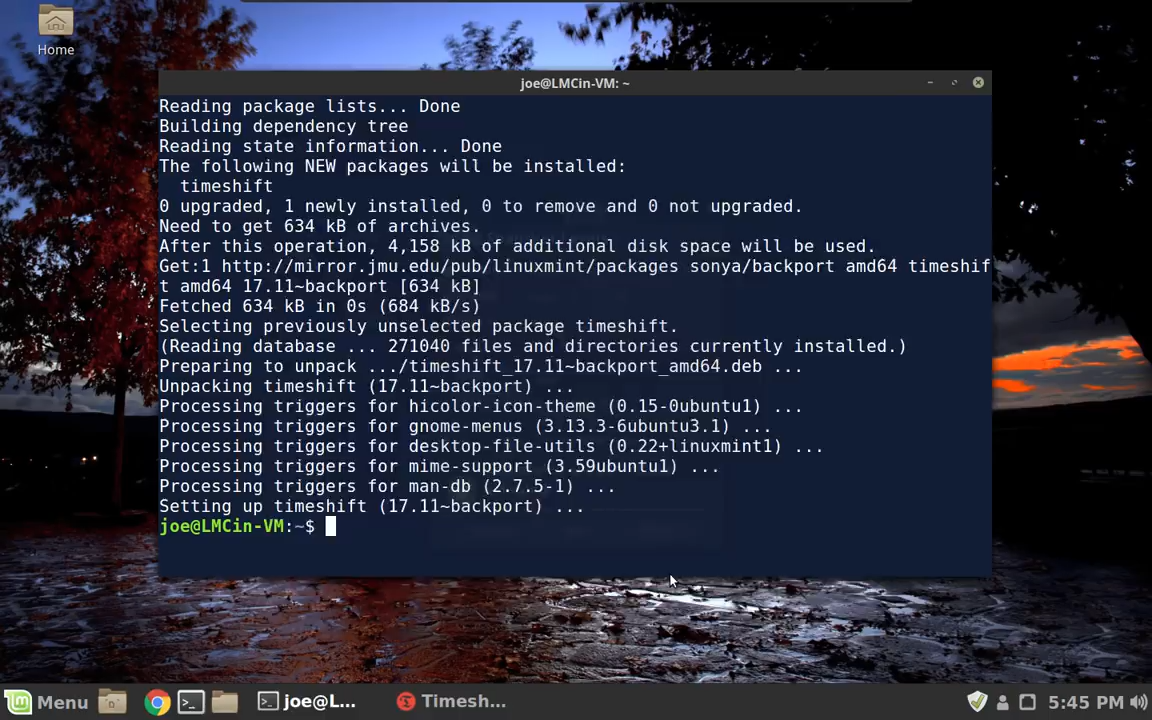 Home
joe@LMCin-VM: ~
Reading package lists... Done
Building dependency tree
Reading state information... Done
The following NEW packages will be installed:
  timeshift
0 upgraded, 1 newly installed, 0 to remove and 0 not upgraded.
Need to get 634 kB of archives.
After this operation, 4,158 kB of additional disk space will be used.
Get:1 http://mirror.jmu.edu/pub/linuxmint/packages sonya/backport amd64 timeshif
t amd64 17.11~backport [634 kB]
Fetched 634 kB in 0s (684 kB/s)
Selecting previously unselected package timeshift.
(Reading database ... 271040 files and directories currently installed.)
Preparing to unpack .../timeshift_17.11~backport_amd64.deb ...
Unpacking timeshift (17.11~backport) ...
Processing triggers for hicolor-icon-theme (0.15-0ubuntu1) ...
Processing triggers for gnome-menus (3.13.3-6ubuntu3.1) ...
Processing triggers for desktop-file-utils (0.22+linuxmint1) ...
Processing triggers for mime-support (3.59ubuntu1) ...
Processing triggers for man-db (2.7.5-1) ...
Setting up timeshift (17.11~backport) ...
joe@LMCin-VM:~$
Menu joe@L... Timesh... 5:45 PM